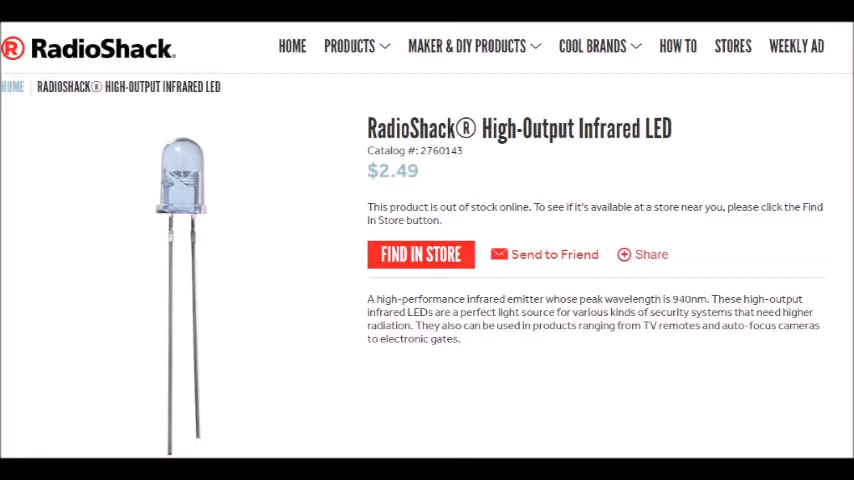 RadioShack.
HOME PRODUCTS MAKER & DIY PRODUCTS COOL BRANDS HOW TO STORES WEEKLY AD
HOME RADIOSHACK® HIGH-OUTPUT INFRARED LED
RadioShack® High-Output Infrared LED
Catalog #: 2760143
$2.49
This product is out of stock online. To see if it's available at a store near you, please click the Find
In Store button.
FIND IN STORE Send to Friend Share
A high-performance infrared emitter whose peak wavelength is 940nm. These high-output
infrared LEDs are a perfect light source for various kinds of security systems that need higher
radiation. They also can be used in products ranging from TV remotes and auto-focus cameras
to electronic gates.